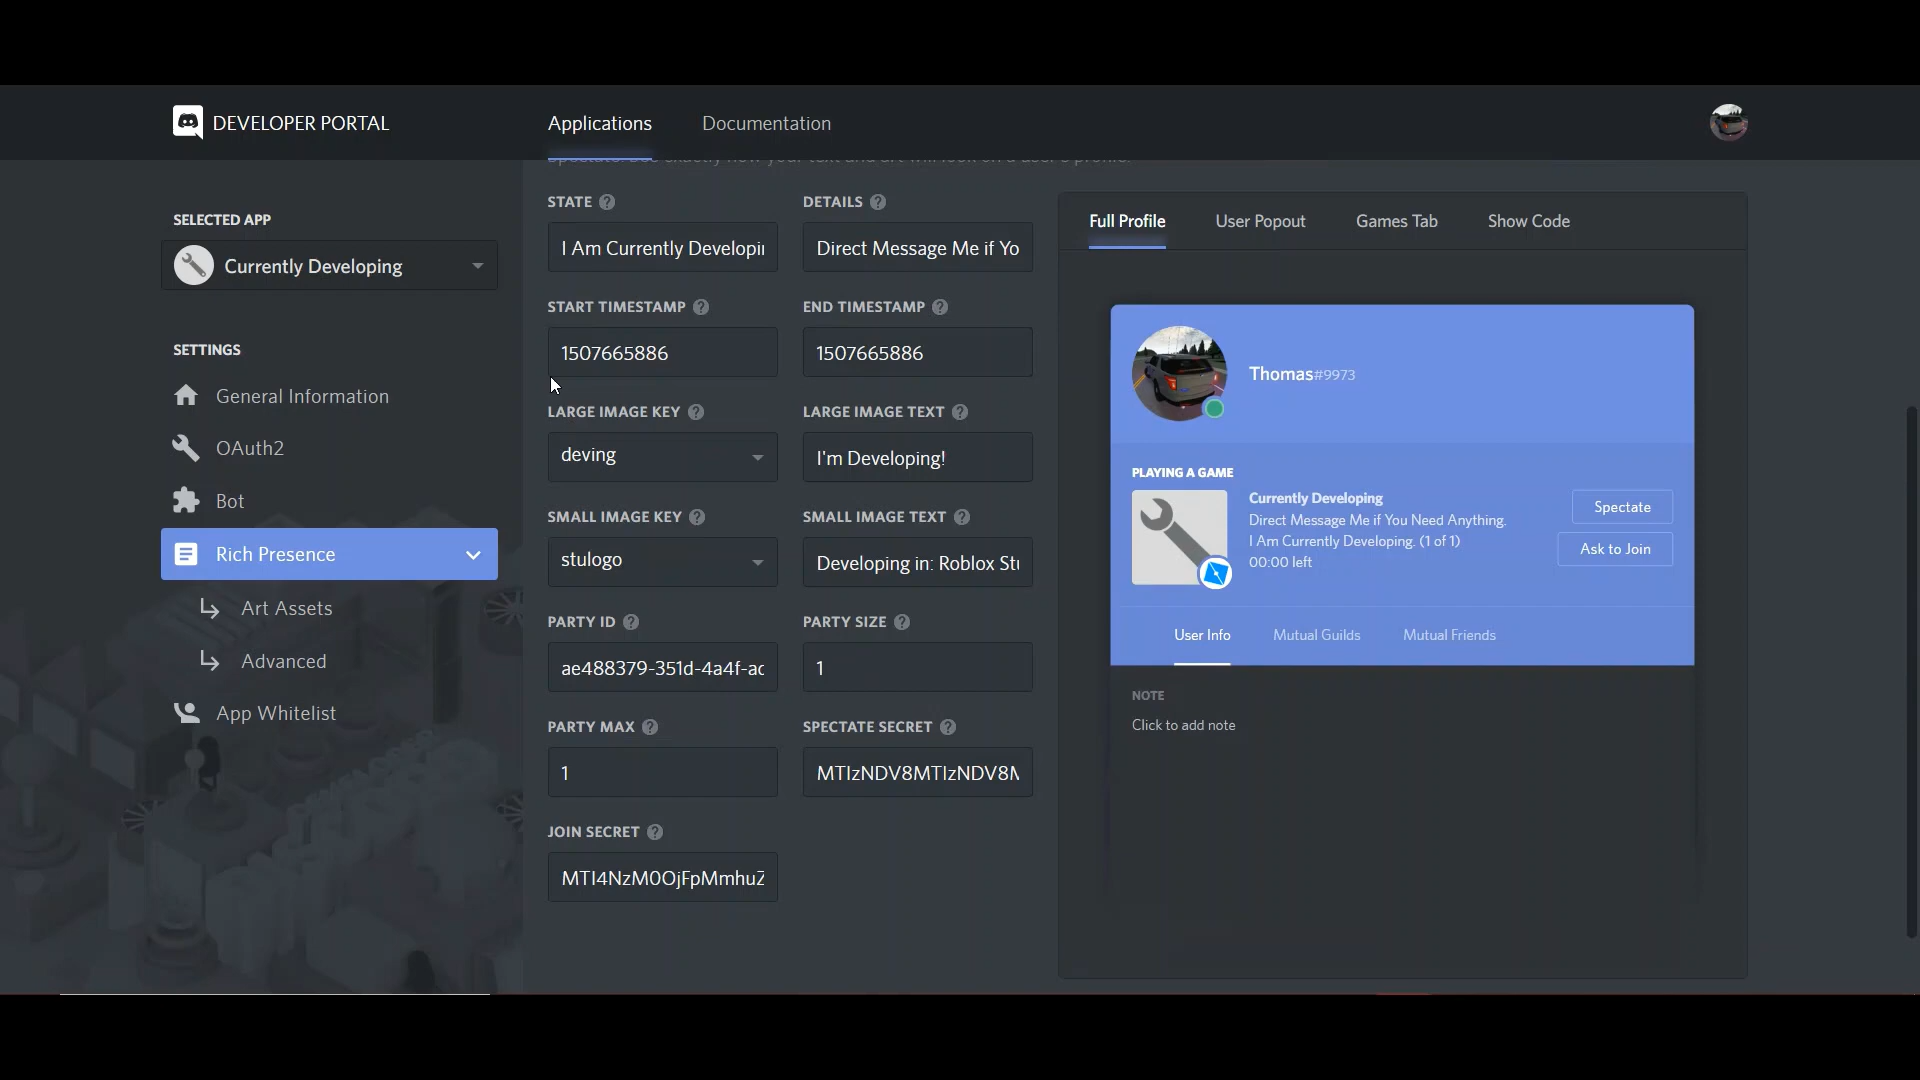 DEVELOPER PORTAL
Applications
Documentation
SELECTED APP
Currently Developing
SETTINGS
General Information
OAuth2
Bot
Rich Presence
Art Assets
Advanced
App Whitelist
STATE
DETAILS
I Am Currently Developi
Direct Message Me if Yo
START TIMESTAMP
END TIMESTAMP
1507665886
1507665886
LARGE IMAGE KEY
LARGE IMAGE TEXT
deving
I'm Developing!
SMALL IMAGE KEY
SMALL IMAGE TEXT
stulogo
Developing in: Roblox Stu
PARTY ID
PARTY SIZE
ae488379-351d-4a4f-ad
1
PARTY MAX
SPECTATE SECRET
1
MTIzNDV8MTIzNDV8M
JOIN SECRET
MTI4NzM0OjFpMmhuZ
Full Profile
User Popout
Games Tab
Show Code
Thomas#9973
PLAYING A GAME
Currently Developing
Direct Message Me if You Need Anything.
I Am Currently Developing. (1 of 1)
00:00 left
Spectate
Ask to Join
User Info
Mutual Guilds
Mutual Friends
NOTE
Click to add note